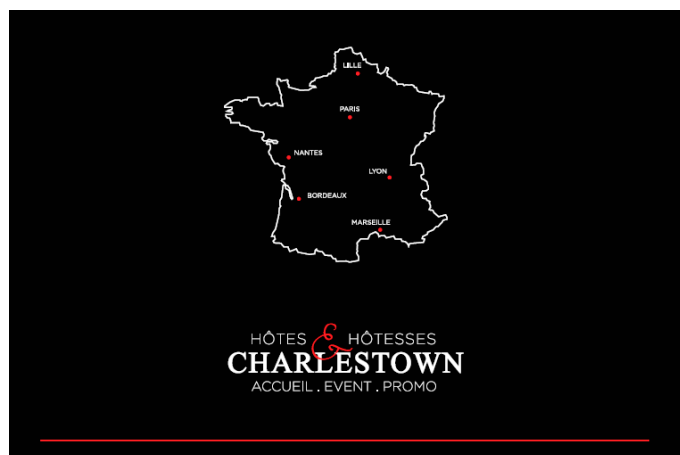 LILLE
PARIS
NANTES
LYON
BORDEAUX
MARSEILLE
HÔTES & HÔTESSES
CHARLESTOWN
ACCUEIL . EVENT . PROMO